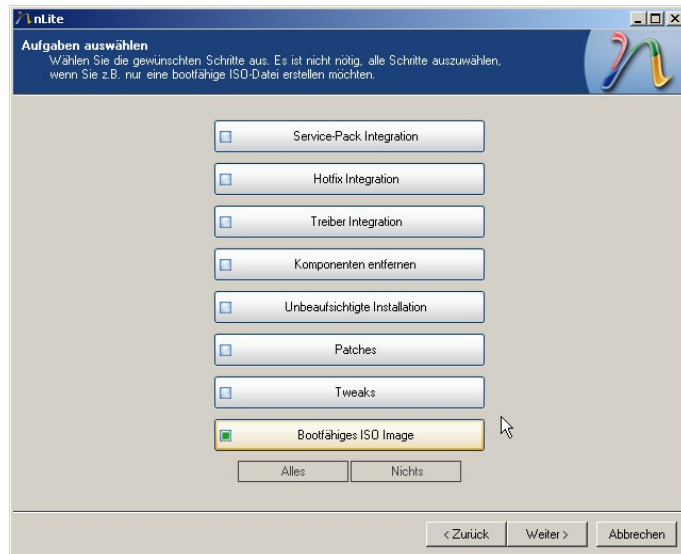 nLite
Aufgaben auswählen
Wählen Sie die gewünschten Schritte aus. Es ist nicht nötig, alle Schritte auszuwählen,
wenn Sie z.B. nur eine bootfähige ISO-Datei erstellen möchten.
Service-Pack Integration
Hotfix Integration
Treiber Integration
Komponenten entfernen
Unbeaufsichtigte Installation
Patches
Tweaks
Bootfähiges ISO Image
Alles Nichts
< Zurück Weiter > Abbrechen